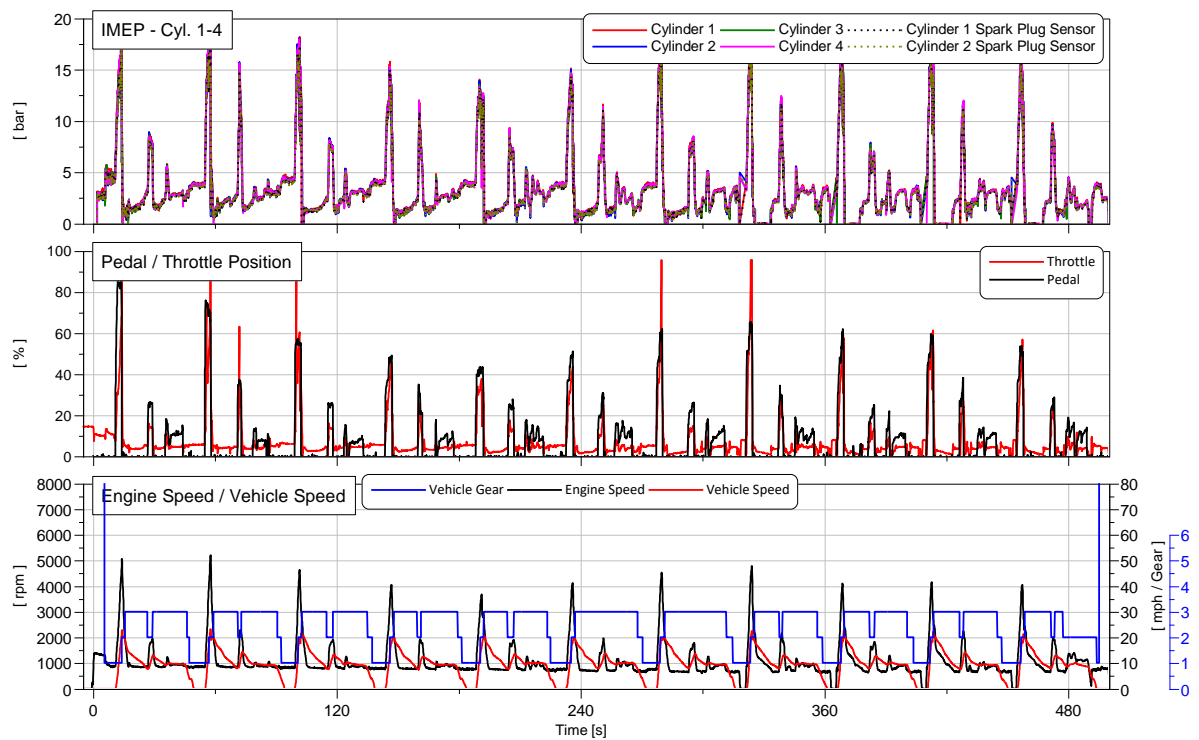 IMEP - Cyl. 1-4
Cylinder 1 Cylinder 3 Cylinder 1 Spark Plug Sensor
Cylinder 2 Cylinder 4 Cylinder 2 Spark Plug Sensor
20
15
10
5
0
[ bar ]
Pedal / Throttle Position
Throttle
Pedal
100
80
60
40
20
0
[ % ]
Engine Speed / Vehicle Speed
Vehicle Gear Engine Speed Vehicle Speed
8000
7000
6000
5000
4000
3000
2000
1000
0
[ rpm ]
80
70
60
50
40
30
20
10
0
[ mph / Gear ]
6
5
4
3
2
1
0
0 120 240 360 480
Time [s]